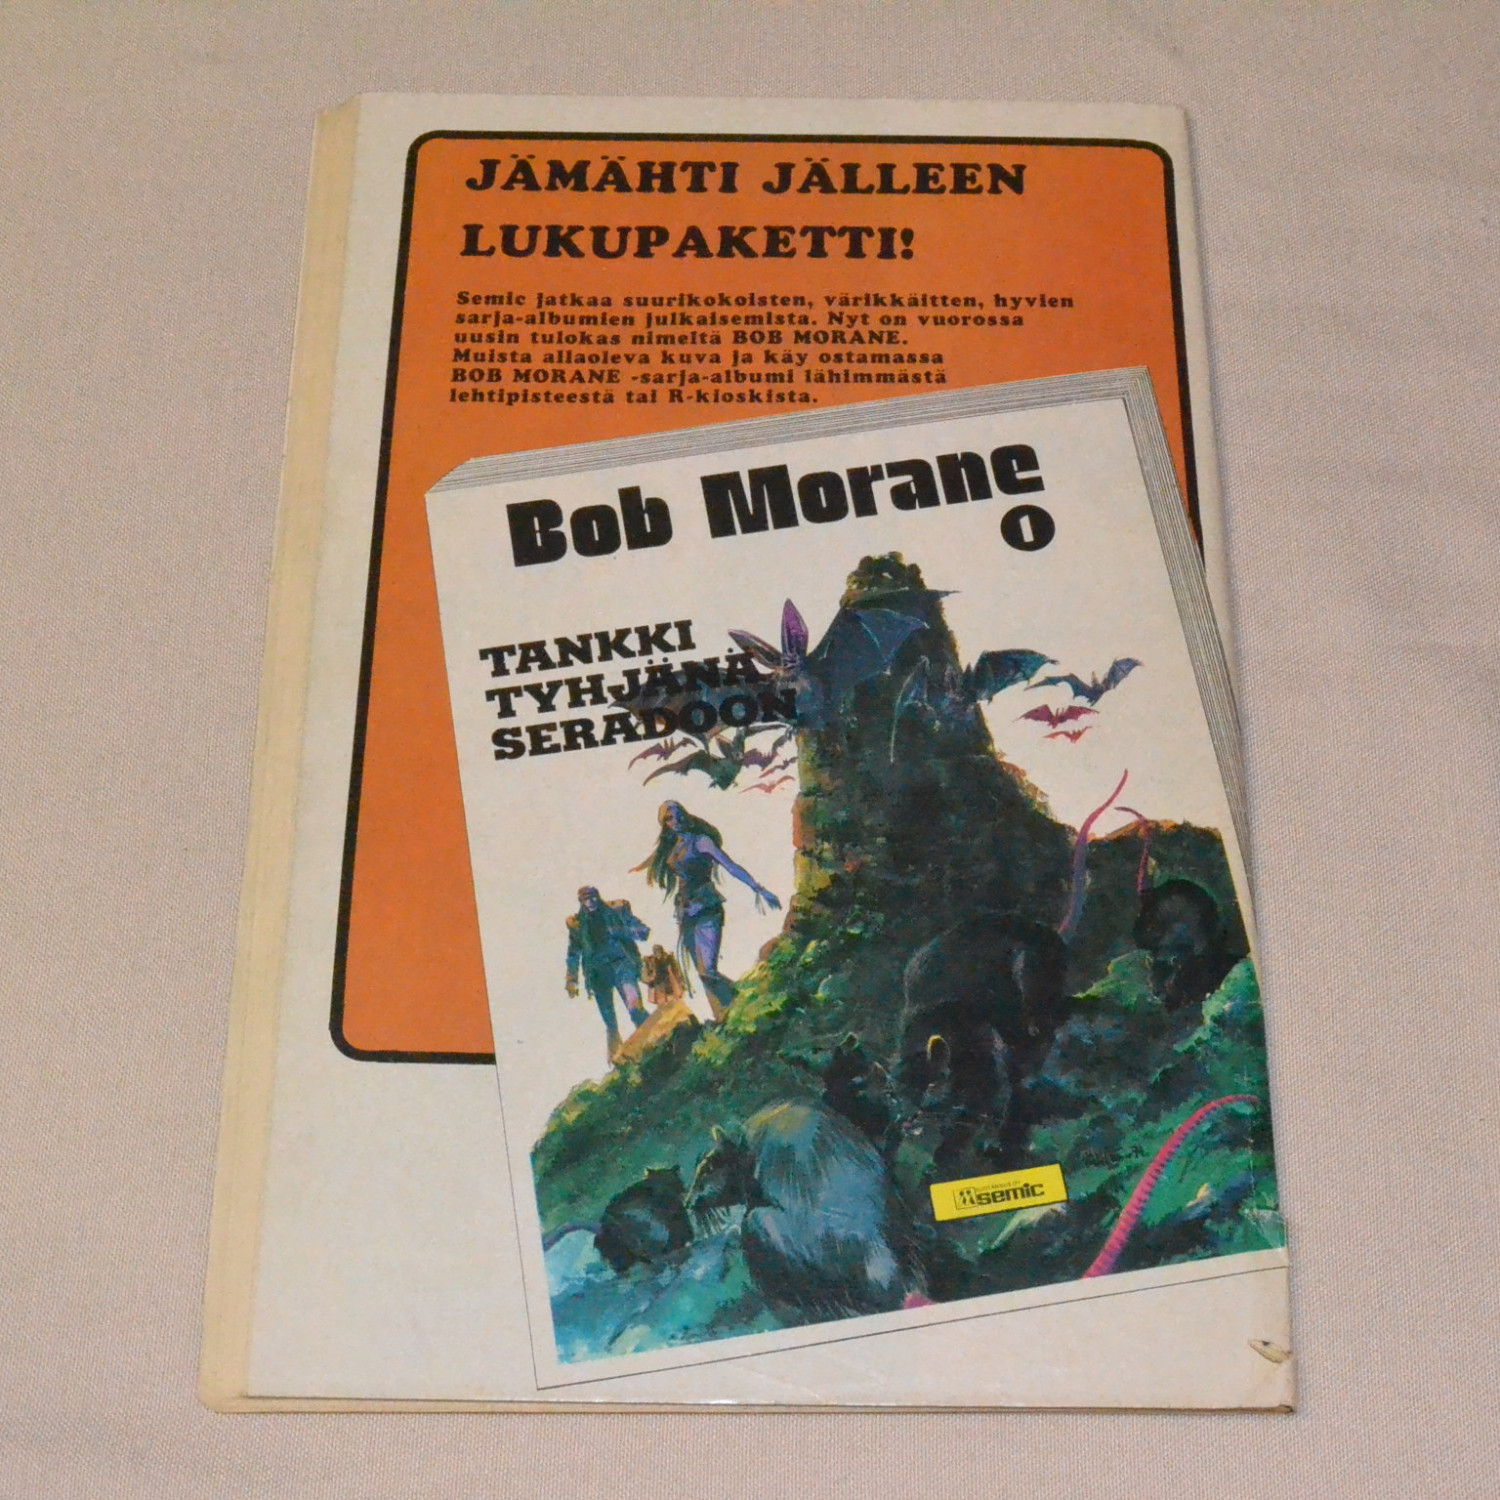 JÄMÄHTI JÄLLEEN
LUKUPAKETTI!
Semic jatkaa suurikokoisten, värikkäitten, hyvien
sarja-albumien julkaisemista. Nyt on vuorossa
uusin tulokas nimeltä BOB MORANE.
Muista allaoleva kuva ja käy ostamassa
BOB MORANE -sarja-albumi lähimmästä
lehtipisteestä tai R-kioskista.
Bob Morane
1
TANKKI
TYHJÄNÄ
SERADOON
semic